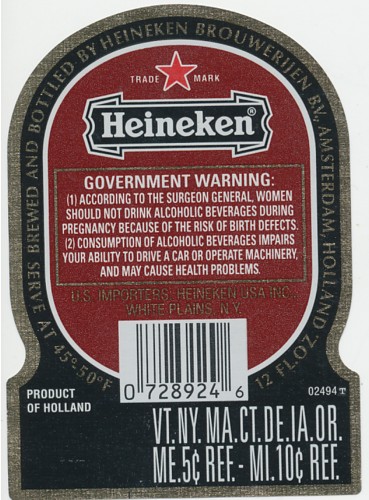 SERVE AT 45°-50°F BREWED AND BOTTLED BY HEINEKEN BROUWERIJEN B.V., AMSTERDAM, HOLLAND·12 FL.OZ.
TRADE MARK
Heineken®
GOVERNMENT WARNING:
(1) ACCORDING TO THE SURGEON GENERAL, WOMEN
SHOULD NOT DRINK ALCOHOLIC BEVERAGES DURING
PREGNANCY BECAUSE OF THE RISK OF BIRTH DEFECTS.
(2) CONSUMPTION OF ALCOHOLIC BEVERAGES IMPAIRS
YOUR ABILITY TO DRIVE A CAR OR OPERATE MACHINERY,
AND MAY CAUSE HEALTH PROBLEMS.
U.S. IMPORTERS: HEINEKEN USA INC.,
WHITE PLAINS, N.Y.
0 728924 6
PRODUCT
OF HOLLAND
02494 T
VT.NY.MA.CT.DE.IA.OR.
ME.5¢ REF.- MI.10¢ REF.